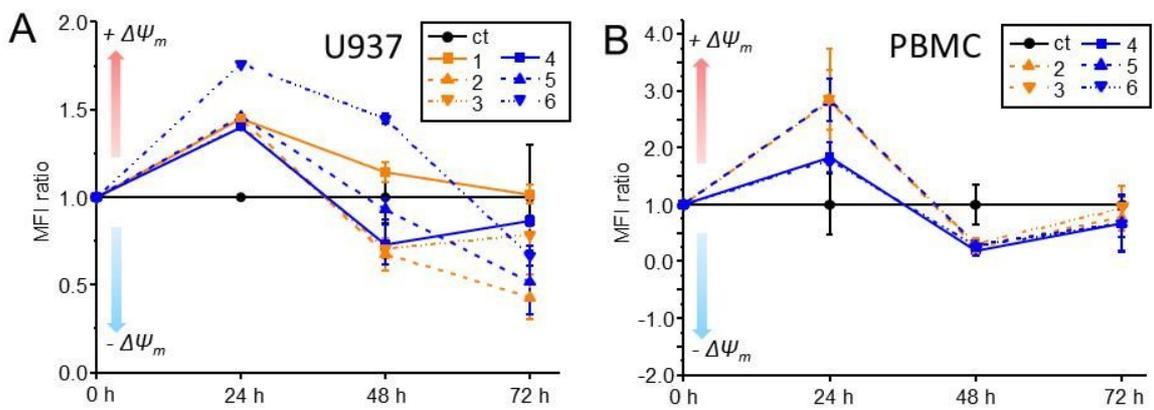 A
U937
+ ΔΨm
- ΔΨm
MFI ratio
2.0
1.5
1.0
0.5
0.0
0 h
24 h
48 h
72 h
ct
1
2
3
4
5
6
B
PBMC
+ ΔΨm
- ΔΨm
MFI ratio
4.0
3.0
2.0
1.0
0.0
-1.0
-2.0
0 h
24 h
48 h
72 h
ct
2
3
4
5
6